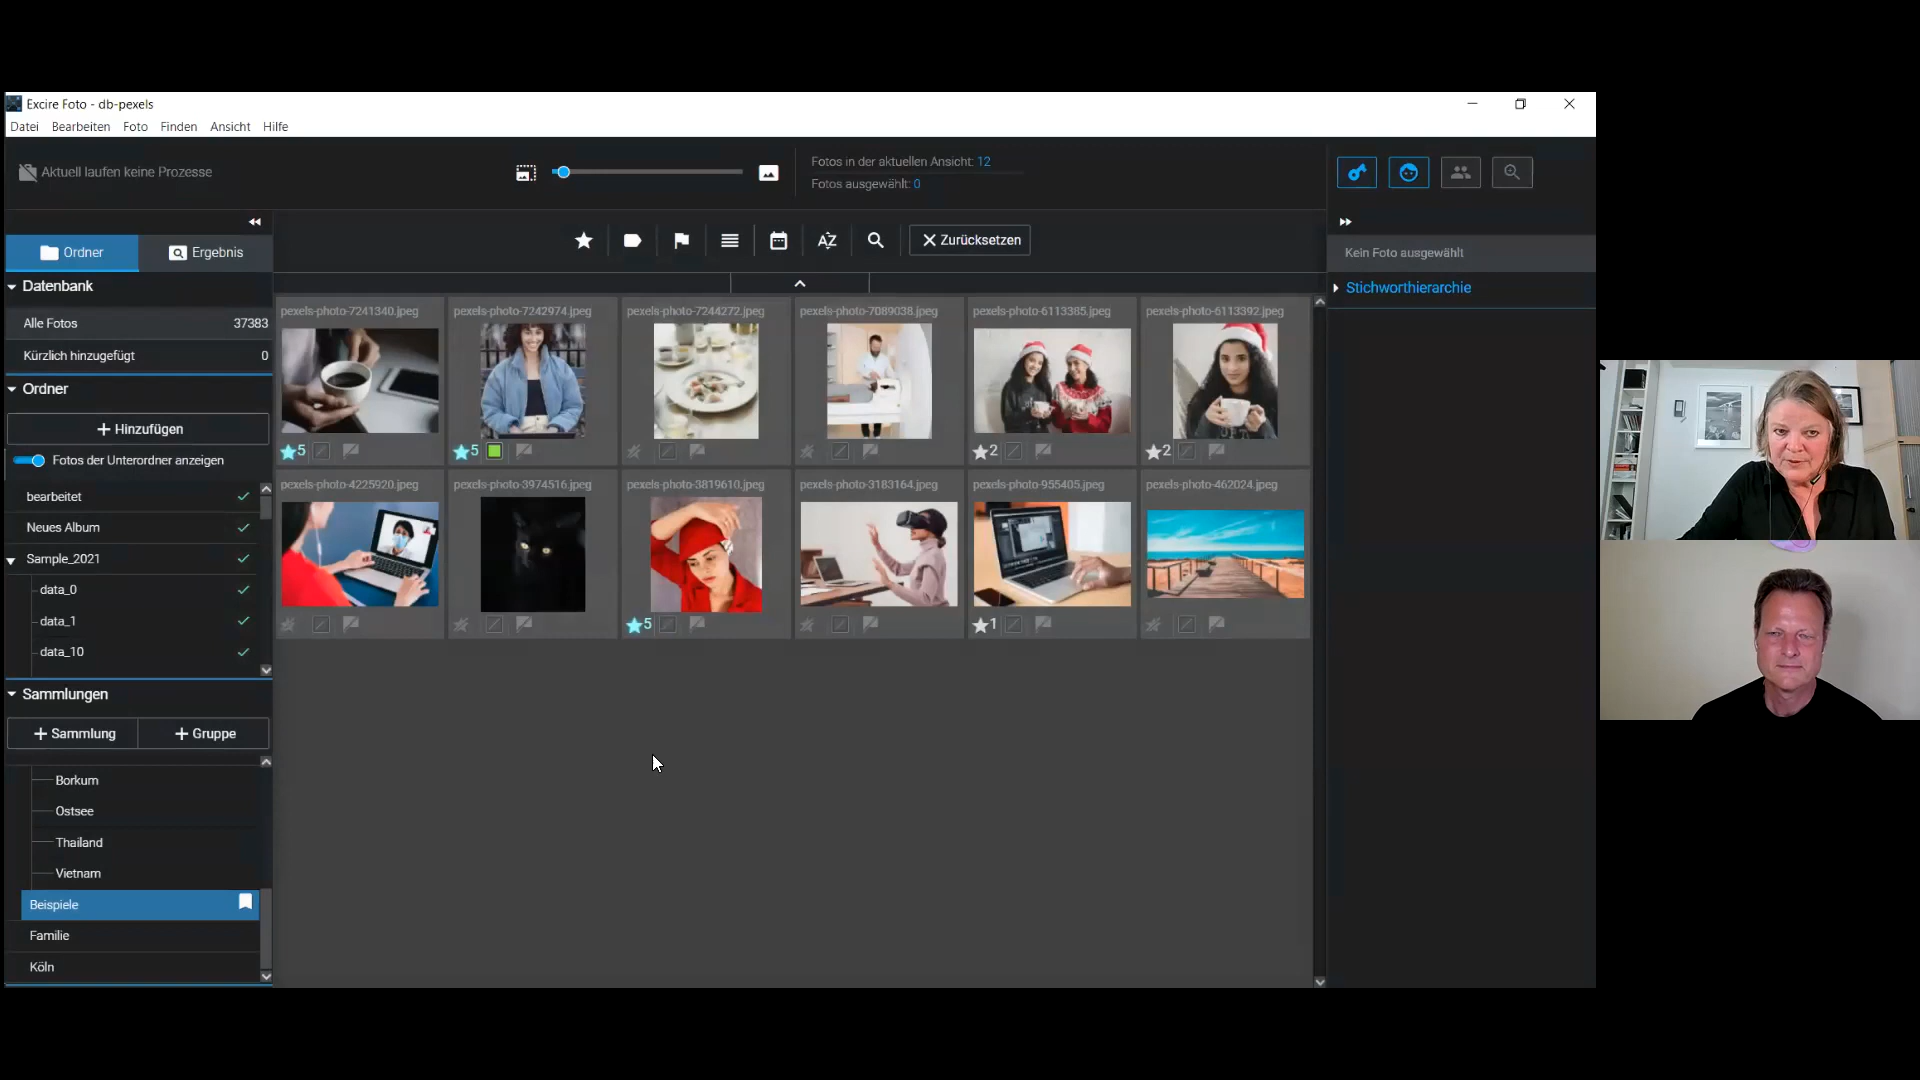 Excire Foto - db-pexels
Datei Bearbeiten Foto Finden Ansicht Hilfe
Aktuell laufen keine Prozesse
Fotos in der aktuellen Ansicht: 12
Fotos ausgewählt: 0
Ordner Ergebnis
Zurücksetzen
Kein Foto ausgewählt
Stichworthierarchie
Datenbank
Alle Fotos 37383
Kürzlich hinzugefügt 0
Ordner
Hinzufügen
Fotos der Unterordner anzeigen
bearbeitet
Neues Album
Sample_2021
data_0
data_1
data_10
Sammlungen
+ Sammlung + Gruppe
Borkum
Ostsee
Thailand
Vietnam
Beispiele
Familie
Köln
pexels-photo-7241340.jpeg pexels-photo-7242974.jpeg pexels-photo-7244272.jpeg pexels-photo-7089038.jpeg pexels-photo-6113385.jpeg pexels-photo-6113392.jpeg
5 5 2 2
pexels-photo-4225920.jpeg pexels-photo-3974516.jpeg pexels-photo-3819610.jpeg pexels-photo-3183164.jpeg pexels-photo-955405.jpeg pexels-photo-462024.jpeg
5 1